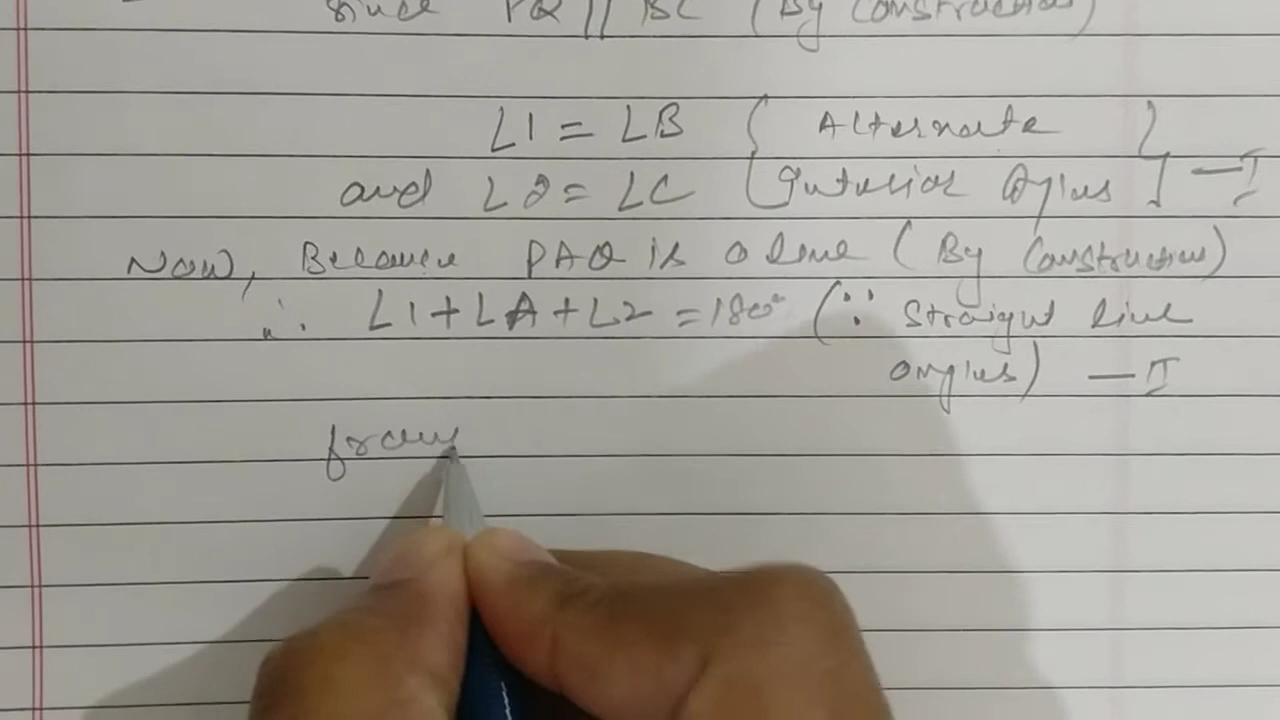 since PQ || BC (By Construction)
∠1 = ∠B { Alternate }
and ∠2 = ∠C [ Interior Angles ] — I
Now, Because PAQ is a line (By Construction)
∴ ∠1 + ∠A + ∠2 = 180° (∵ Straight line
angles) — II
from